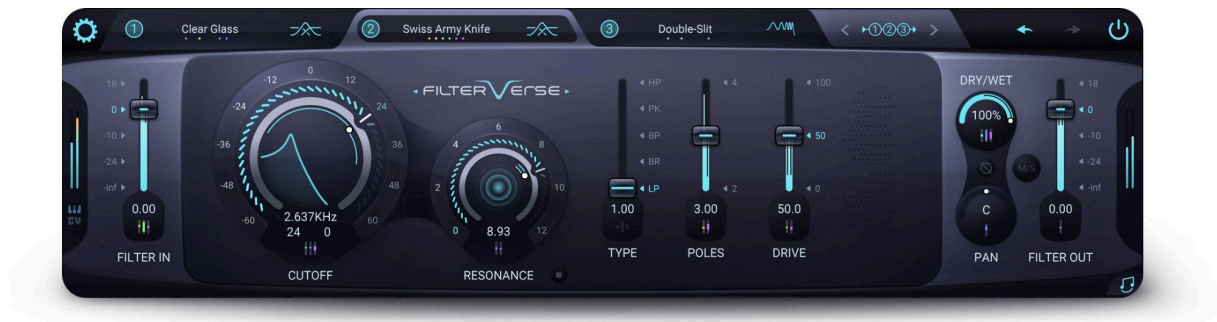 1 Clear Glass
2 Swiss Army Knife
3 Double-Slit
< 1 2 3 >
FILTERVERSE
18
0
-10
-24
-inf
0.00
FILTER IN
CV
0
-12 12
-24 24
-36 36
-48 48
-60 60
2.637KHz
24 0
CUTOFF
6
4 8
2 10
0 12
8.93
RESONANCE
HP
PK
BP
BR
LP
1.00
TYPE
4
2
3.00
POLES
100
50
0
50.0
DRIVE
DRY/WET
100%
M/S
C
PAN
18
0
-10
-24
-inf
0.00
FILTER OUT